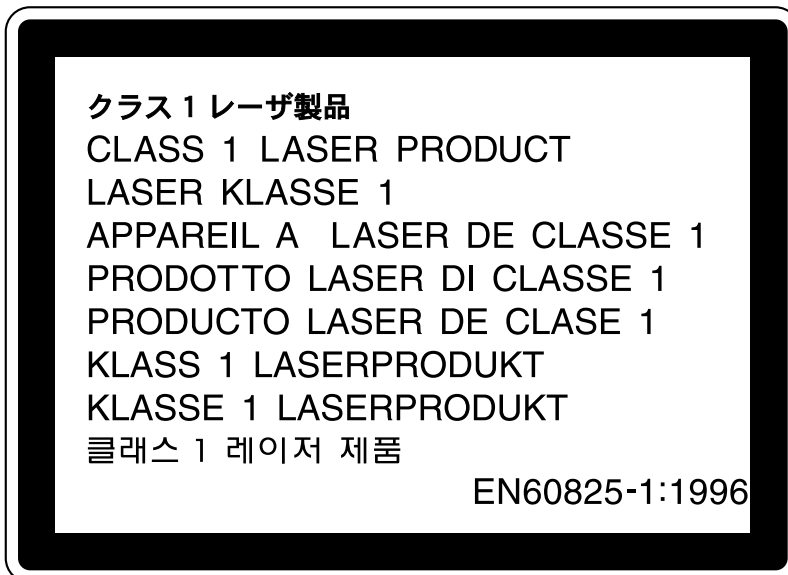 クラス 1 レーザ製品
CLASS 1 LASER PRODUCT
LASER KLASSE 1
APPAREIL A LASER DE CLASSE 1
PRODOTTO LASER DI CLASSE 1
PRODUCTO LASER DE CLASE 1
KLASS 1 LASERPRODUKT
KLASSE 1 LASERPRODUKT
클래스 1 레이저 제품
EN60825-1:1996